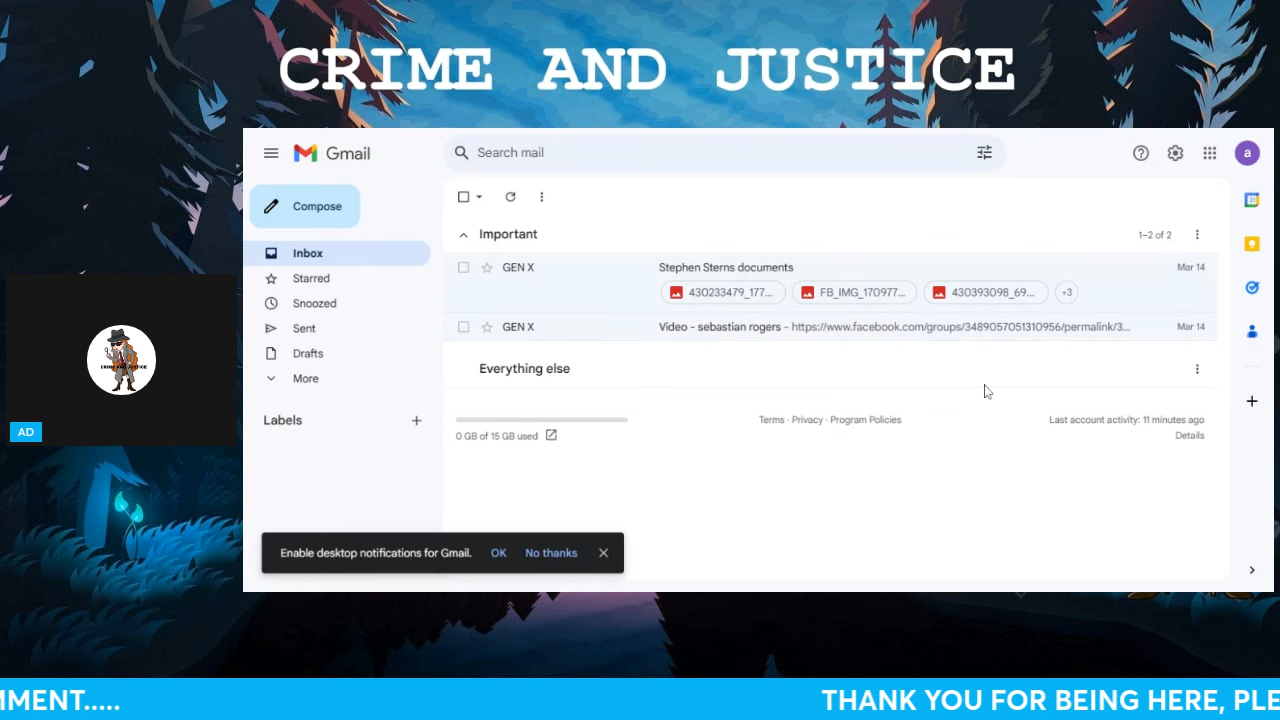 CRIME AND JUSTICE
Gmail
Search mail
a
Compose
Important
1–2 of 2
Inbox
GEN X
Stephen Sterns documents
Mar 14
Starred
430233479_177...
FB_IMG_170977...
430393098_69...
+3
Snoozed
Sent
GEN X
Video - sebastian rogers - https://www.facebook.com/groups/3489057051310956/permalink/3...
Mar 14
Drafts
Everything else
More
CRIME AND JUSTICE
Labels
Terms · Privacy · Program Policies
Last account activity: 11 minutes ago
AD
0 GB of 15 GB used
Details
Enable desktop notifications for Gmail.
OK
No thanks
MMENT.....
THANK YOU FOR BEING HERE, PLE